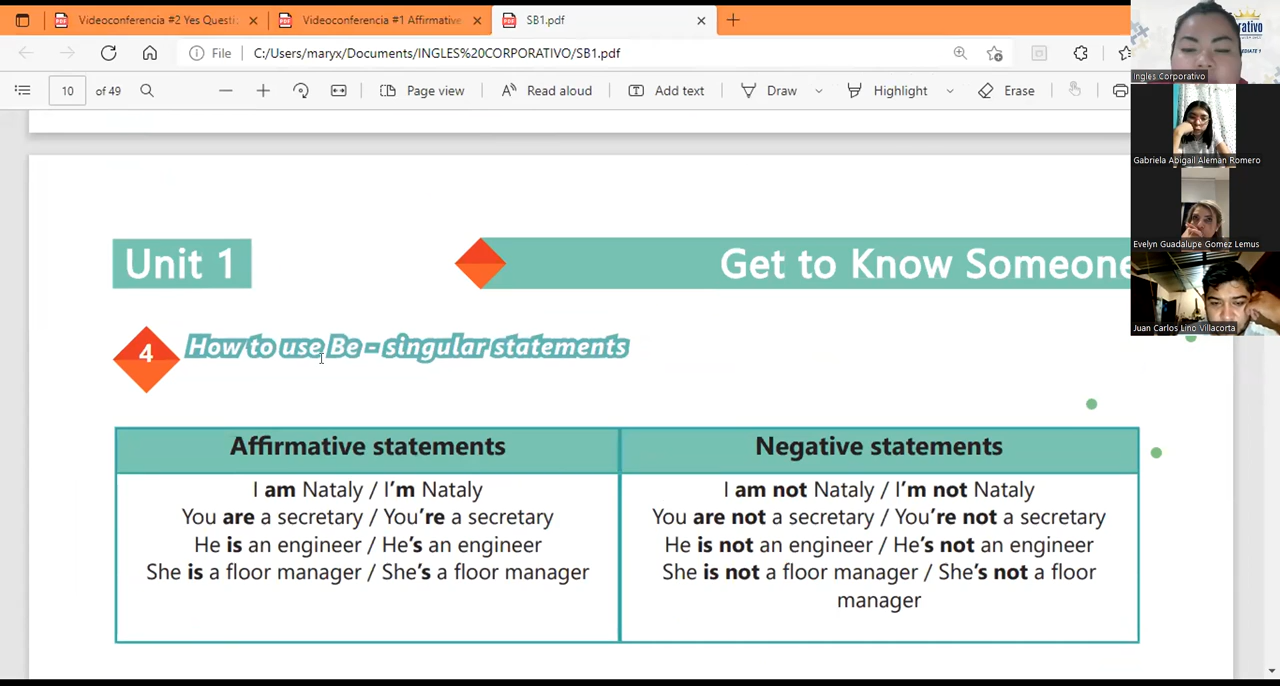 Videoconferencia #2 Yes Questi
Videoconferencia #1 Affirmative
SB1.pdf
File
C:/Users/maryx/Documents/INGLES%20CORPORATIVO/SB1.pdf
10 of 49
Page view
Read aloud
Add text
Draw
Highlight
Erase
Ingles Corporativo
Gabriela Abigail Aleman Romero
Evelyn Guadalupe Gomez Lemus
Juan Carlos Lino Villacorta
Unit 1
Get to Know Someone
4 How to use Be - singular statements
Affirmative statements
I am Nataly / I'm Nataly
You are a secretary / You're a secretary
He is an engineer / He's an engineer
She is a floor manager / She's a floor manager
Negative statements
I am not Nataly / I'm not Nataly
You are not a secretary / You're not a secretary
He is not an engineer / He's not an engineer
She is not a floor manager / She's not a floor
manager